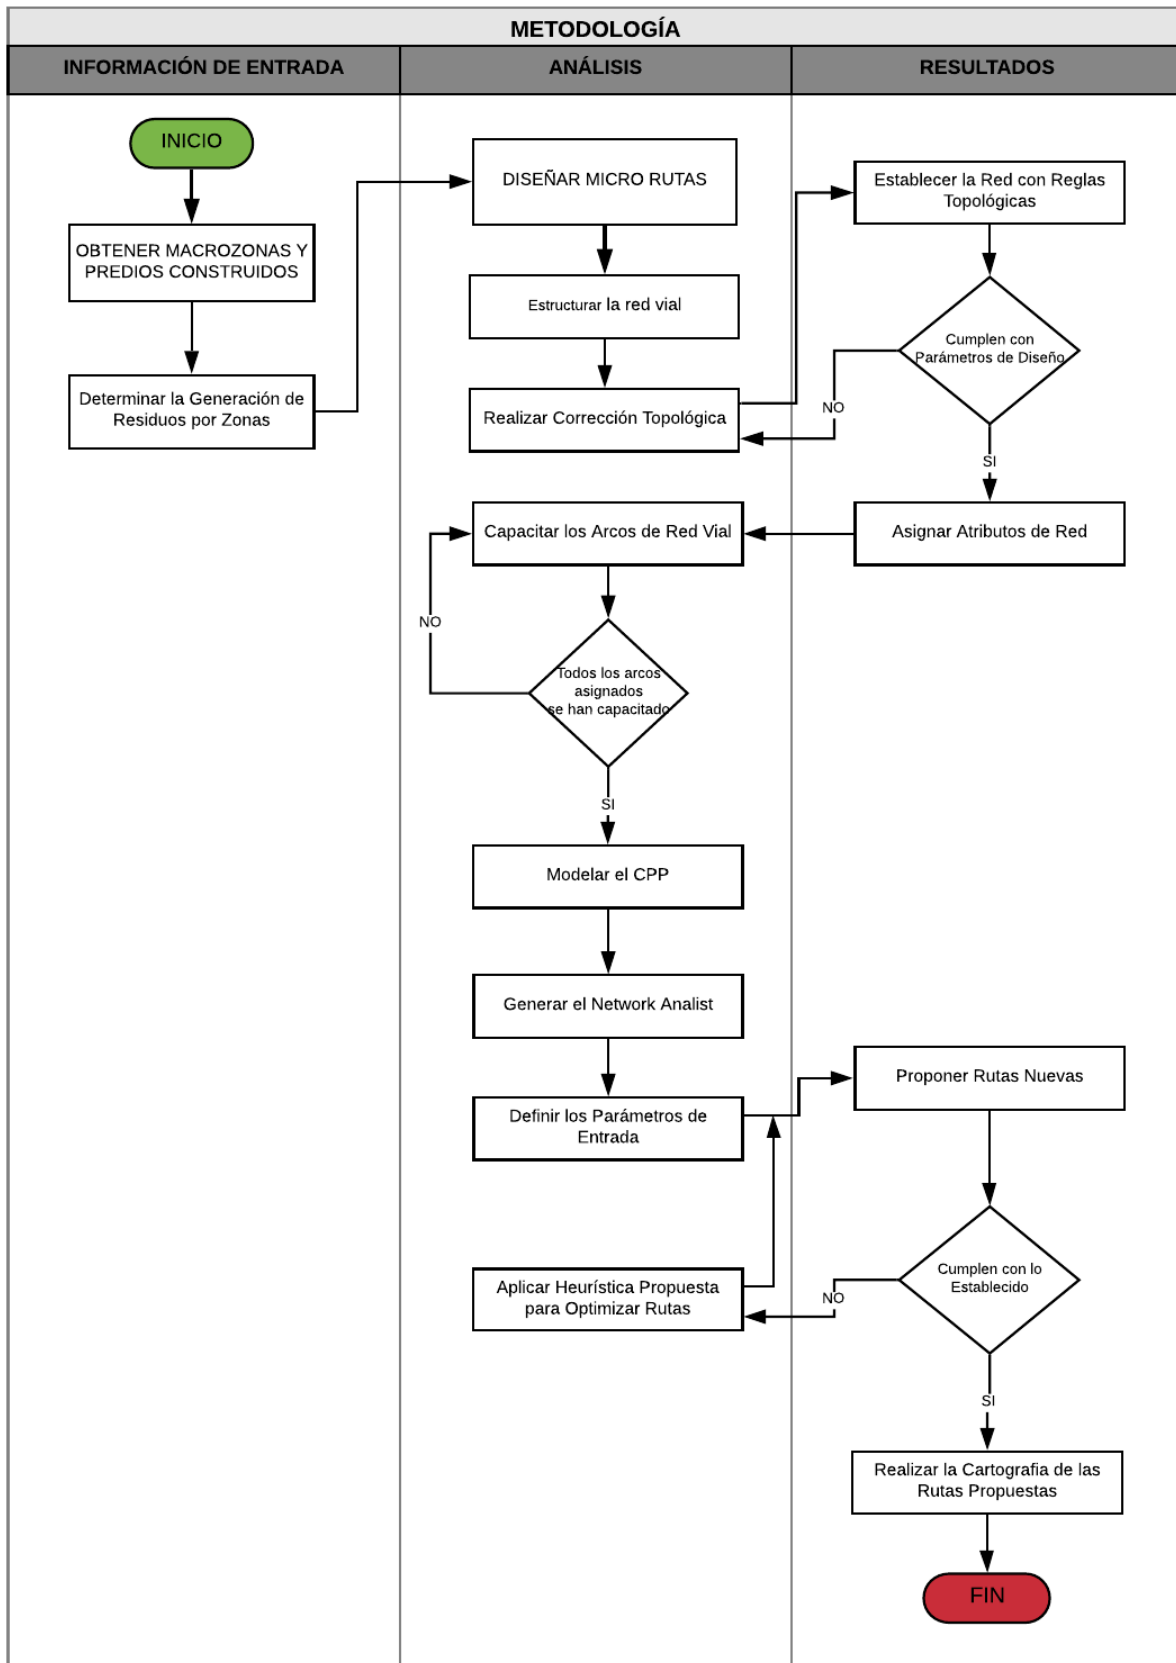 METODOLOGÍA
INFORMACIÓN DE ENTRADA
ANÁLISIS
RESULTADOS
INICIO
OBTENER MACROZONAS Y
PREDIOS CONSTRUIDOS
Determinar la Generación de
Residuos por Zonas
DISEÑAR MICRO RUTAS
Estructurar la red vial
Realizar Corrección Topológica
Establecer la Red con Reglas
Topológicas
Cumplen con
Parámetros de Diseño
NO
SI
Asignar Atributos de Red
Capacitar los Arcos de Red Vial
NO
Todos los arcos
asignados
se han capacitado
SI
Modelar el CPP
Generar el Network Analist
Definir los Parámetros de
Entrada
Proponer Rutas Nuevas
Cumplen con lo
Establecido
NO
Aplicar Heurística Propuesta
para Optimizar Rutas
SI
Realizar la Cartografia de las
Rutas Propuestas
FIN